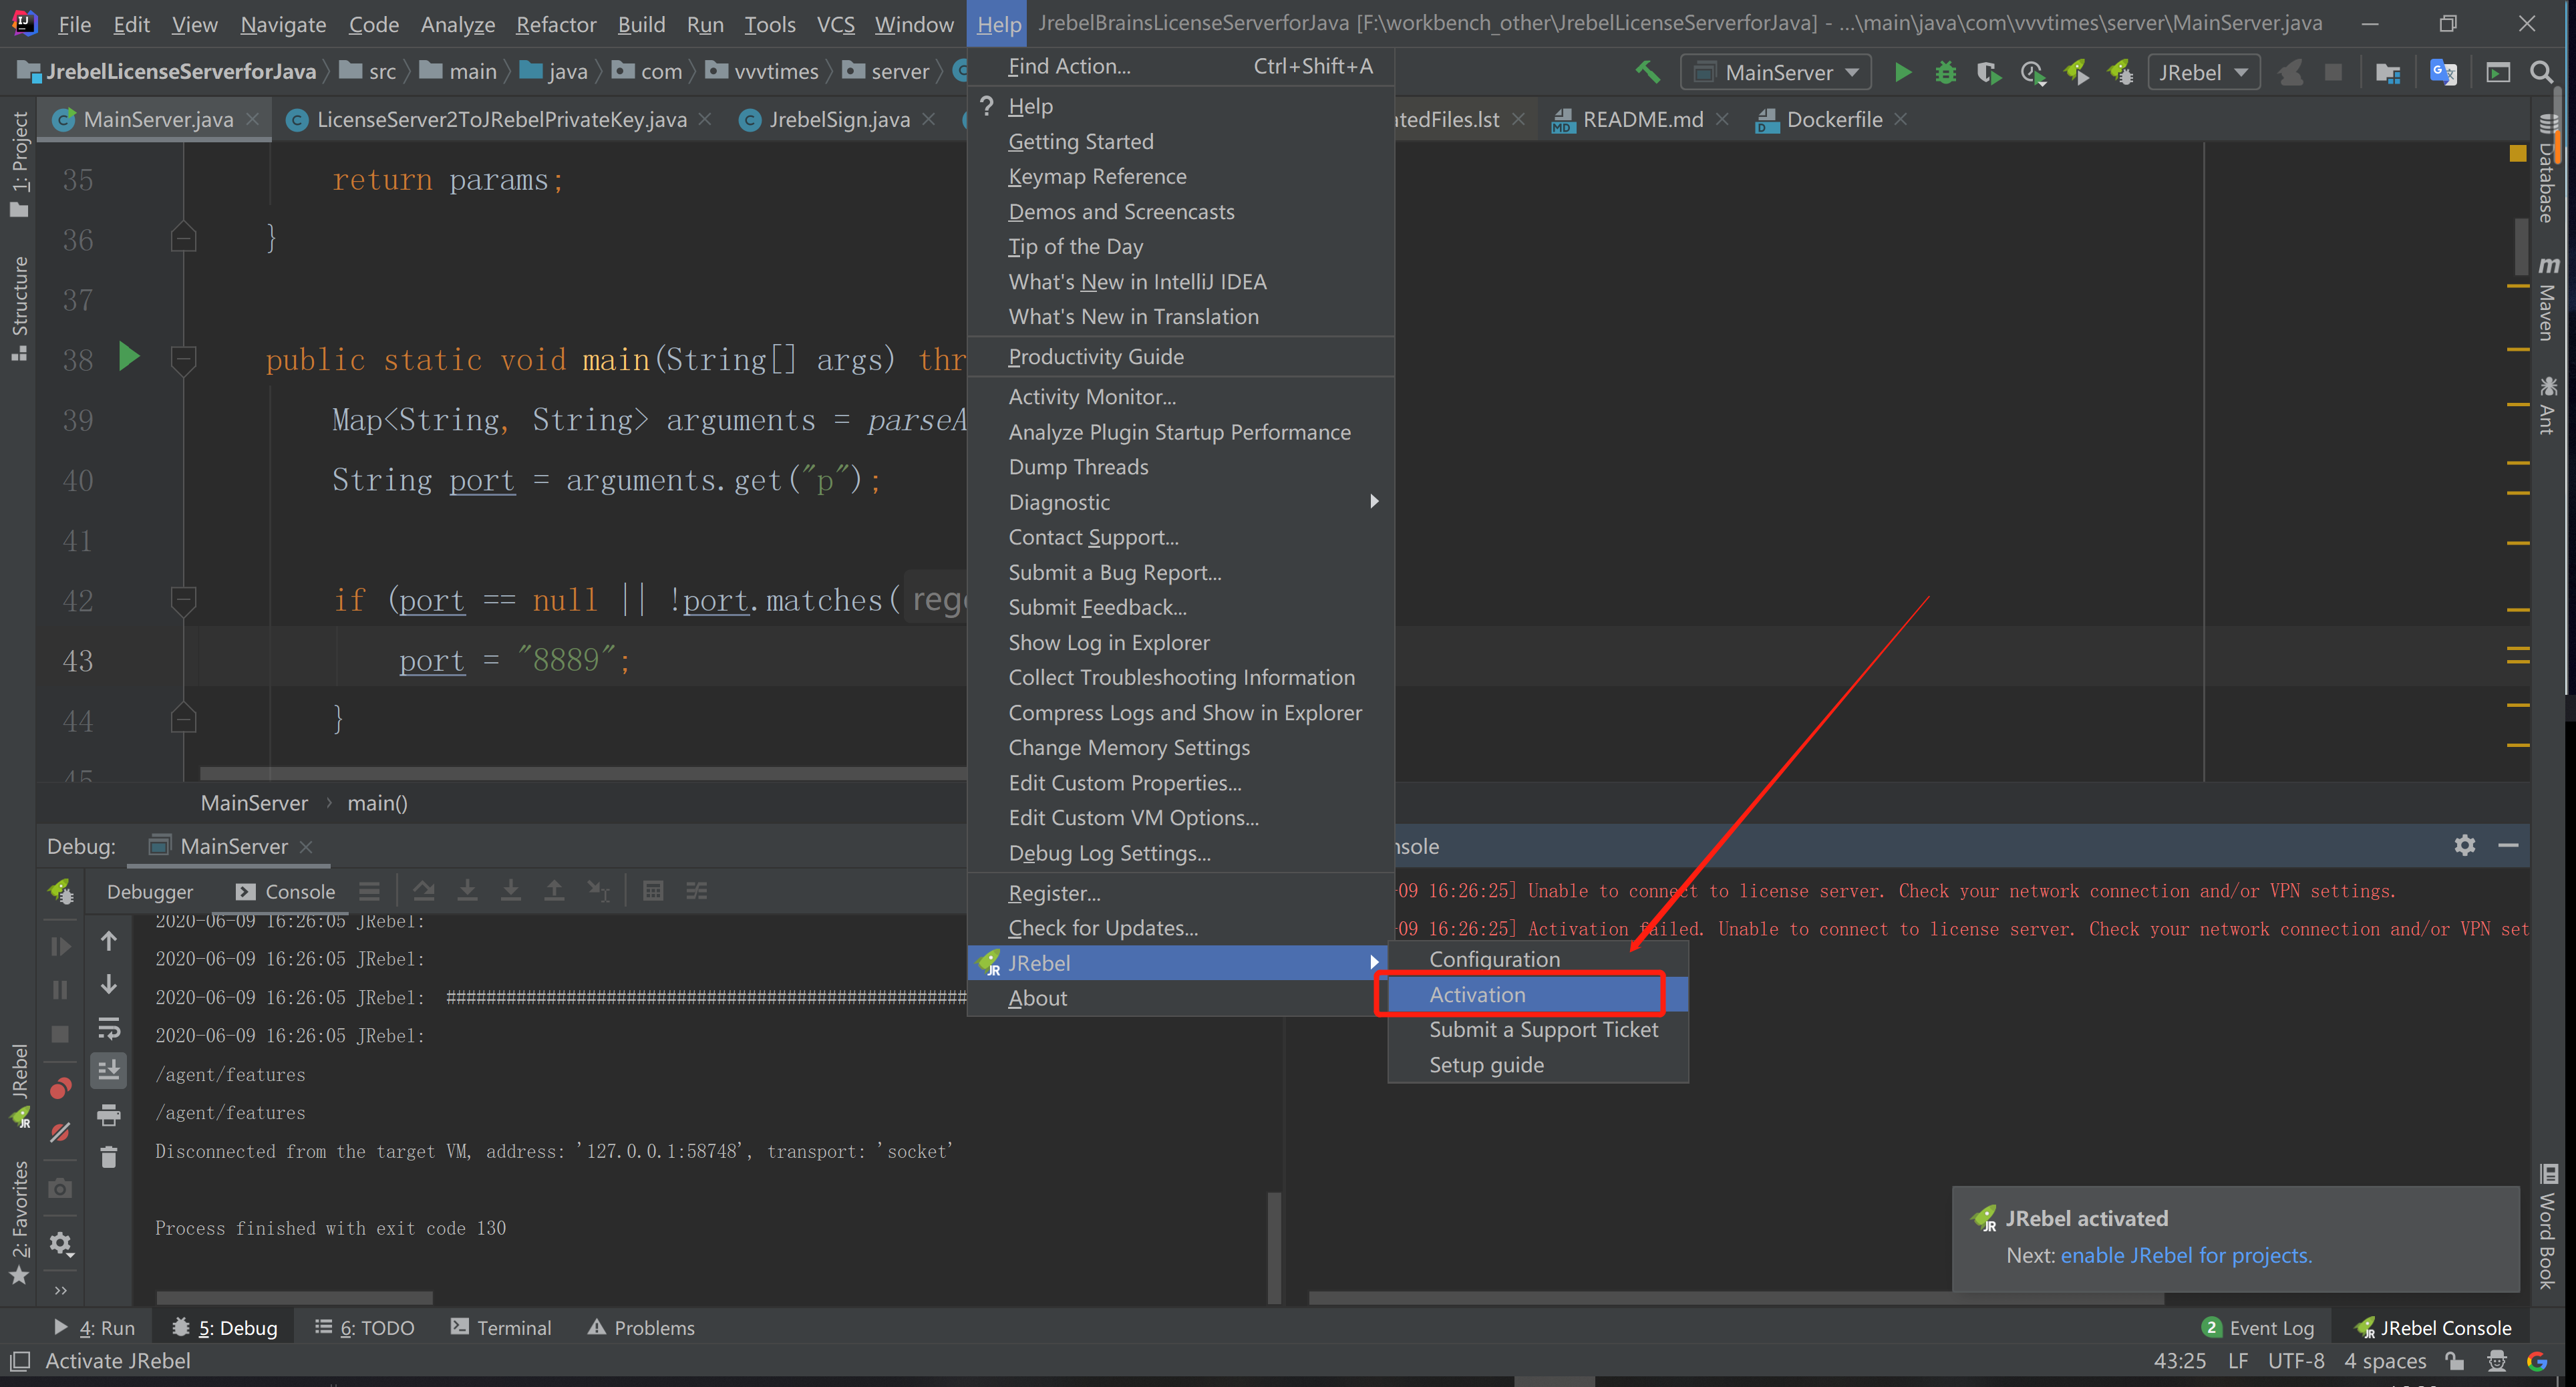 File Edit View Navigate Code Analyze Refactor Build Run Tools VCS Window Help JrebelBrainsLicenseServerforJava [F:\workbench_other\JrebelLicenseServerforJava] - ...\main\java\com\vvvtimes\server\MainServer.java
JrebelLicenseServerforJava src main java com vvvtimes server MainServer JRebel
MainServer.java LicenseServer2ToJRebelPrivateKey.java JrebelSign.java atedFiles.lst README.md Dockerfile
Find Action... Ctrl+Shift+A
? Help
Getting Started
Keymap Reference
Demos and Screencasts
Tip of the Day
What's New in IntelliJ IDEA
What's New in Translation
Productivity Guide
Activity Monitor...
Analyze Plugin Startup Performance
Dump Threads
Diagnostic
Contact Support...
Submit a Bug Report...
Submit Feedback...
Show Log in Explorer
Collect Troubleshooting Information
Compress Logs and Show in Explorer
Change Memory Settings
Edit Custom Properties...
Edit Custom VM Options...
Debug Log Settings...
Register...
Check for Updates...
JRebel
About
Configuration
Activation
Submit a Support Ticket
Setup guide
1: Project
Structure
JRebel
2: Favorites
35 return params;
36 }
37
38 public static void main(String[] args) thr
39 Map<String, String> arguments = parseA
40 String port = arguments.get("p");
41
42 if (port == null || !port.matches( rege
43 port = "8889";
44 }
45
MainServer › main()
Debug: MainServer
Debugger Console
2020-06-09 16:26:05 JRebel:
2020-06-09 16:26:05 JRebel:
2020-06-09 16:26:05 JRebel: ####################################################
2020-06-09 16:26:05 JRebel:
/agent/features
/agent/features
Disconnected from the target VM, address: '127.0.0.1:58748', transport: 'socket'
Process finished with exit code 130
nsole
-09 16:26:25] Unable to connect to license server. Check your network connection and/or VPN settings.
-09 16:26:25] Activation failed. Unable to connect to license server. Check your network connection and/or VPN set
JRebel activated
Next: enable JRebel for projects.
Database
Maven
Ant
Word Book
4: Run 5: Debug 6: TODO Terminal Problems 2 Event Log JRebel Console
Activate JRebel 43:25 LF UTF-8 4 spaces